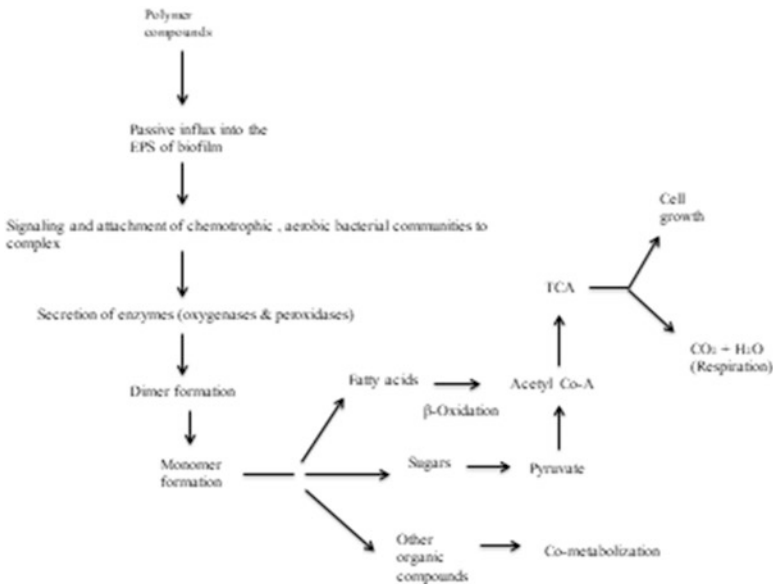 Polymer
compounds
Passive influx into the
EPS of biofilm
Signaling and attachment of chemotrophic , aerobic bacterial communities to
complex
Secretion of enzymes (oxygenases & peroxidases)
Dimer formation
Monomer
formation
Fatty acids
β-Oxidation
Acetyl Co-A
Sugars
Pyruvate
Other
organic
compounds
Co-metabolization
TCA
Cell
growth
CO₂ + H₂O
(Respiration)